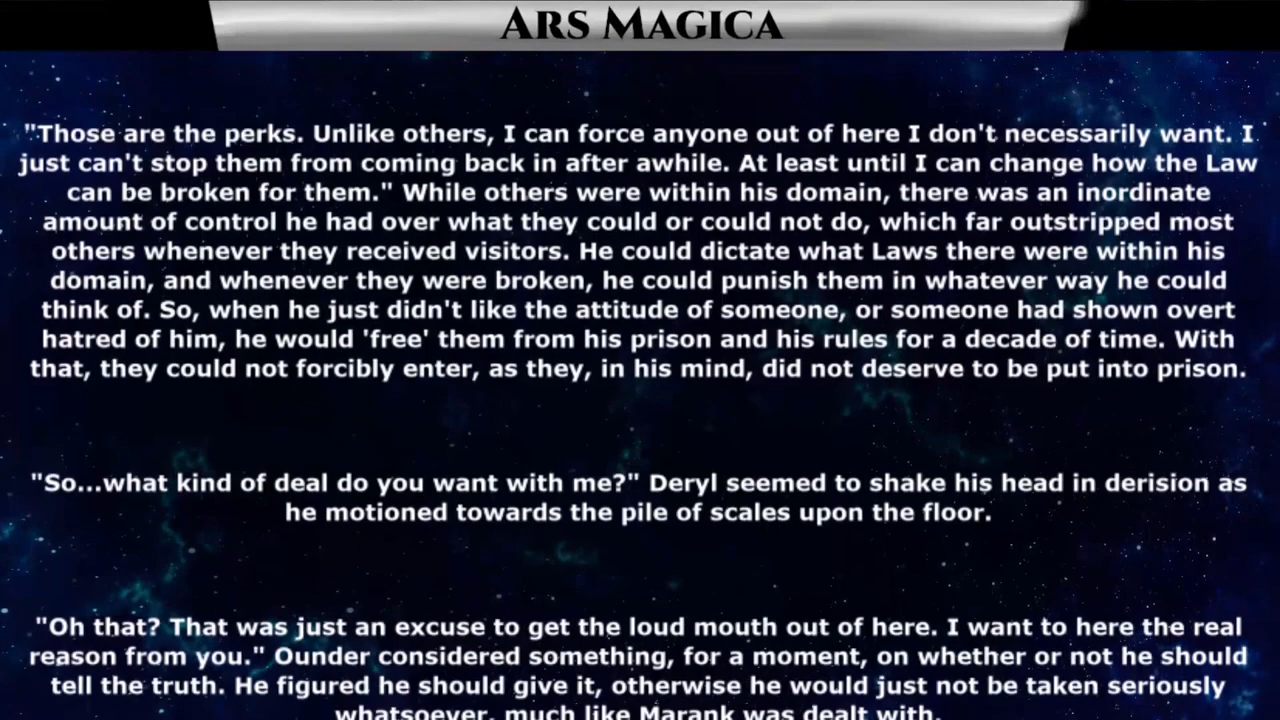 Ars Magica
"Those are the perks. Unlike others, I can force anyone out of here I don't necessarily want. I
just can't stop them from coming back in after awhile. At least until I can change how the Law
can be broken for them." While others were within his domain, there was an inordinate
amount of control he had over what they could or could not do, which far outstripped most
others whenever they received visitors. He could dictate what Laws there were within his
domain, and whenever they were broken, he could punish them in whatever way he could
think of. So, when he just didn't like the attitude of someone, or someone had shown overt
hatred of him, he would 'free' them from his prison and his rules for a decade of time. With
that, they could not forcibly enter, as they, in his mind, did not deserve to be put into prison.
"So...what kind of deal do you want with me?" Deryl seemed to shake his head in derision as
he motioned towards the pile of scales upon the floor.
"Oh that? That was just an excuse to get the loud mouth out of here. I want to here the real
reason from you." Ounder considered something, for a moment, on whether or not he should
tell the truth. He figured he should give it, otherwise he would just not be taken seriously
whatsoever, much like Marank was dealt with.